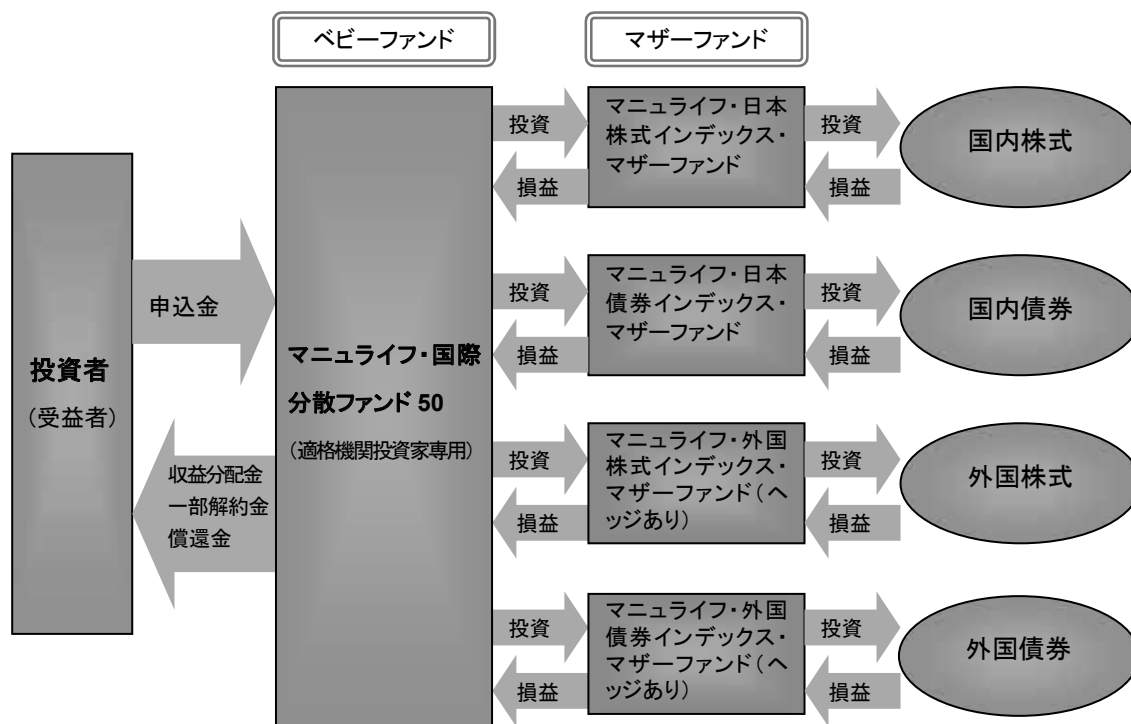 ベビーファンド
マザーファンド
投資者
(受益者)
申込金
収益分配金
一部解約金
償還金
マニュライフ・国際
分散ファンド 50
(適格機関投資家専用)
投資
損益
マニュライフ・日本
株式インデックス・
マザーファンド
投資
損益
国内株式
投資
損益
マニュライフ・日本
債券インデックス・
マザーファンド
投資
損益
国内債券
投資
損益
マニュライフ・外国
株式インデックス・
マザーファンド(ヘ
ッジあり)
投資
損益
外国株式
投資
損益
マニュライフ・外国
債券インデックス・
マザーファンド(ヘ
ッジあり)
投資
損益
外国債券